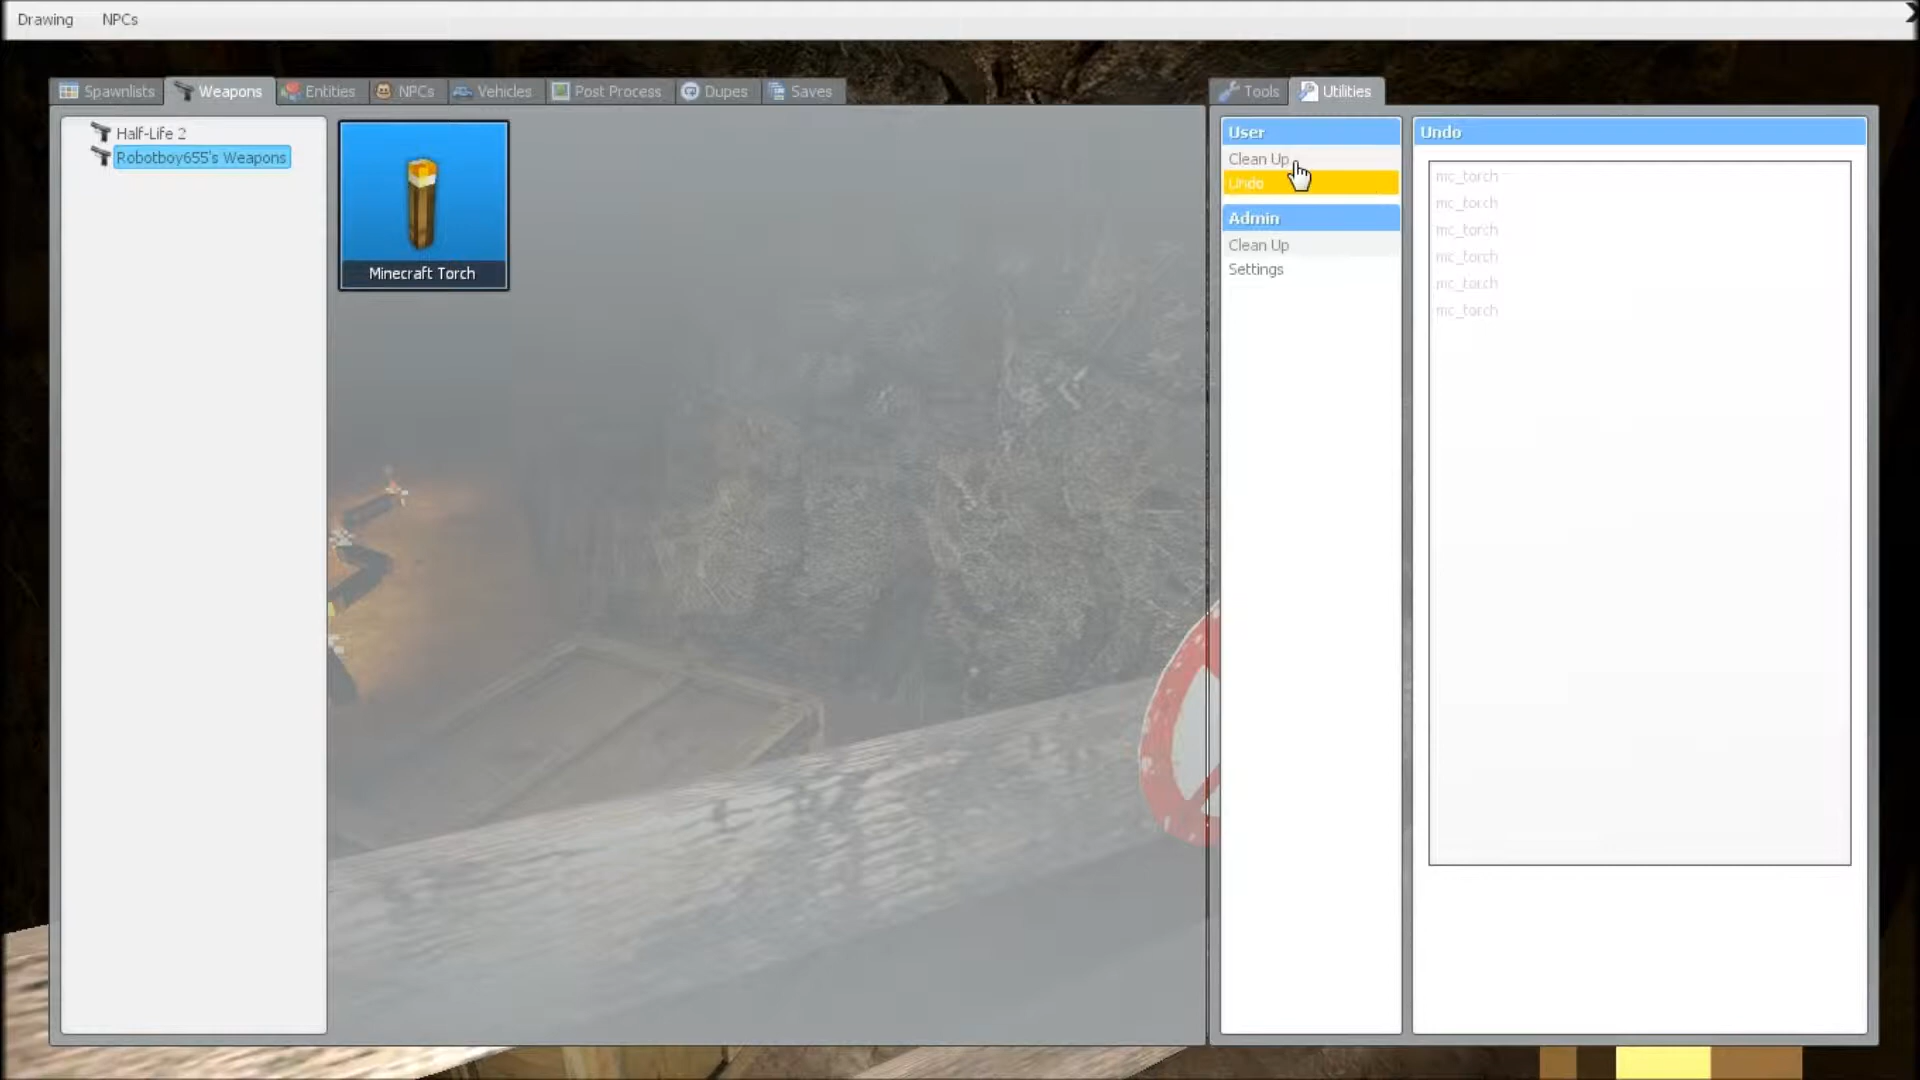 Drawing NPCs
Spawnlists Weapons Entities NPCs Vehicles Post Process Dupes Saves
Half-Life 2
Robotboy655's Weapons
Minecraft Torch
Tools Utilities
User
Clean Up
Undo
Admin
Clean Up
Settings
Undo
mc_torch
mc_torch
mc_torch
mc_torch
mc_torch
mc_torch